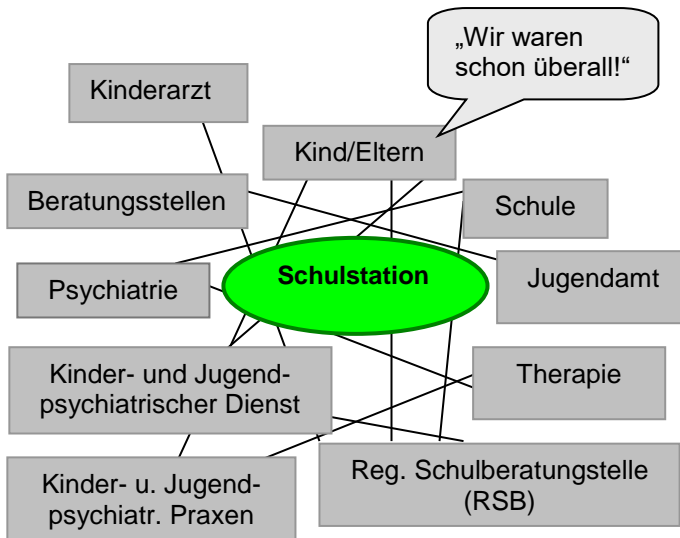 „Wir waren
schon überall!“
Kinderarzt
Kind/Eltern
Beratungsstellen
Schule
Schulstation
Psychiatrie
Jugendamt
Kinder- und Jugend-
psychiatrischer Dienst
Therapie
Kinder- u. Jugend-
psychiatr. Praxen
Reg. Schulberatungstelle
(RSB)